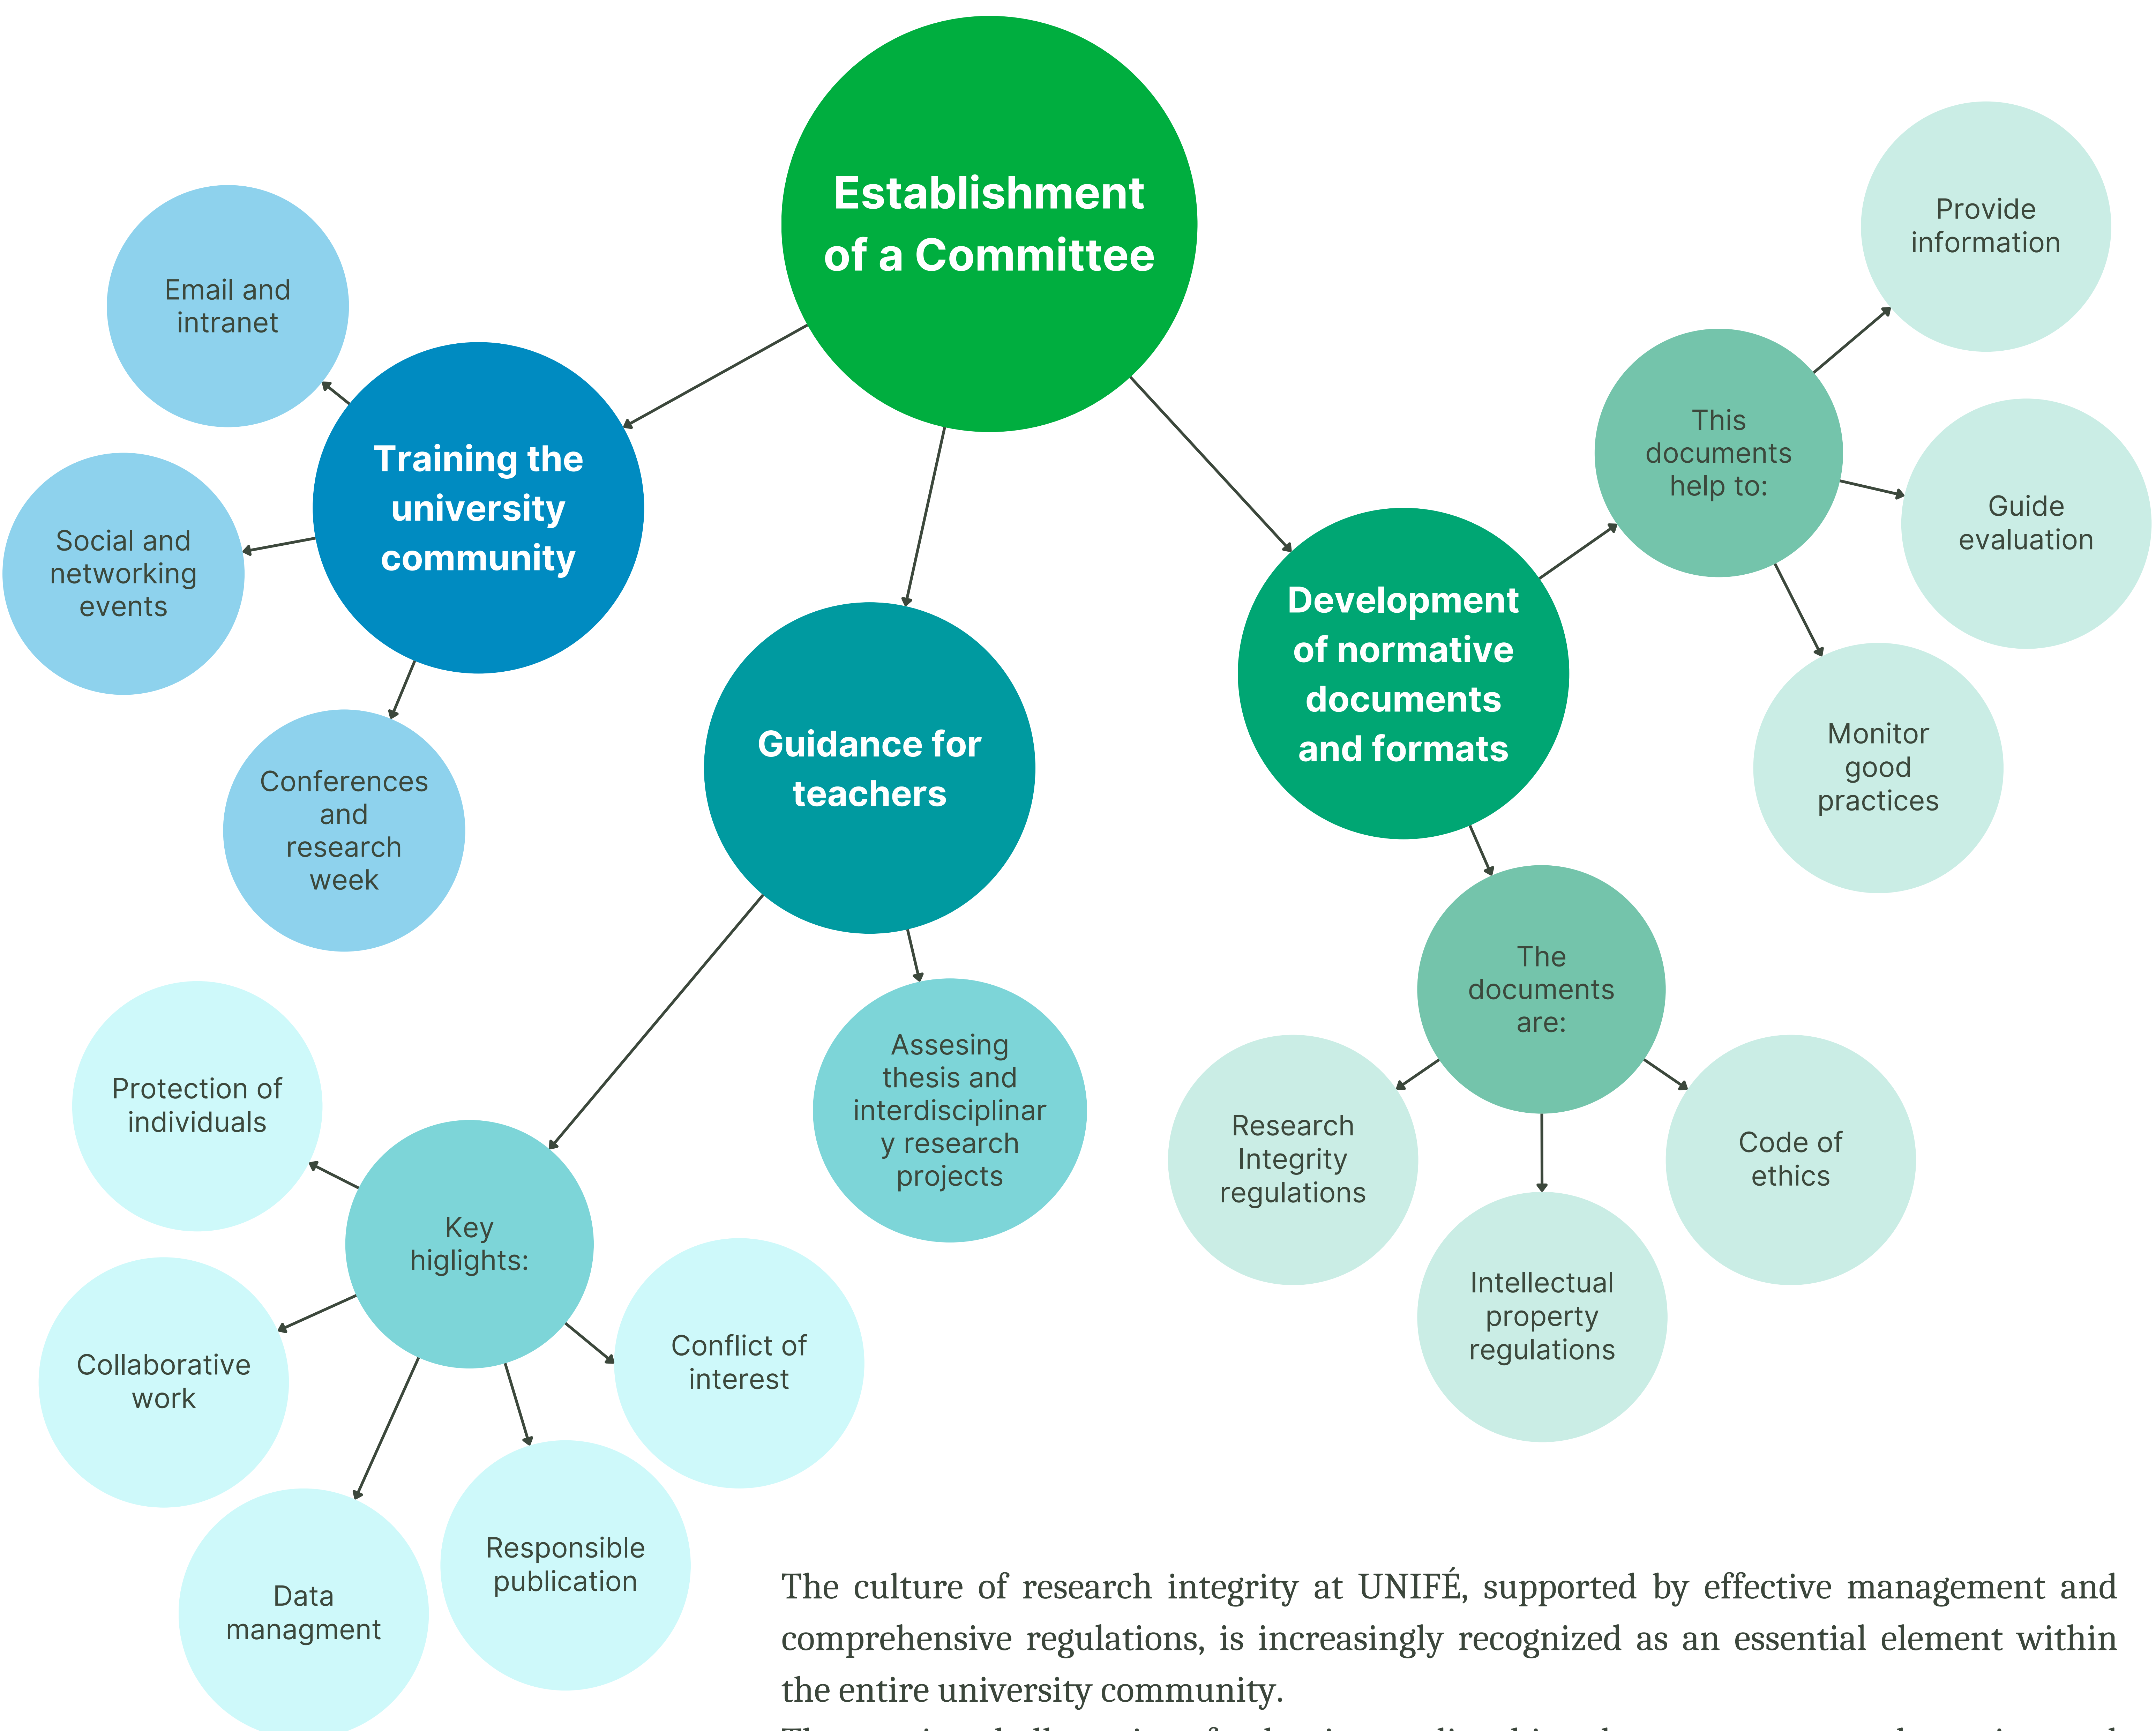 Establishment
of a Committee
Email and
intranet
Training the
university
community
Social and
networking
events
Conferences
and
research
week
Guidance for
teachers
Assesing
thesis and
interdisciplinar
y research
projects
Key
higlights:
Protection of
individuals
Collaborative
work
Data
managment
Responsible
publication
Conflict of
interest
Development
of normative
documents
and formats
This
documents
help to:
Provide
information
Guide
evaluation
Monitor
good
practices
The
documents
are:
Research
Integrity
regulations
Intellectual
property
regulations
Code of
ethics
The culture of research integrity at UNIFÉ, supported by effective management and
comprehensive regulations, is increasingly recognized as an essential element within
the entire university community.